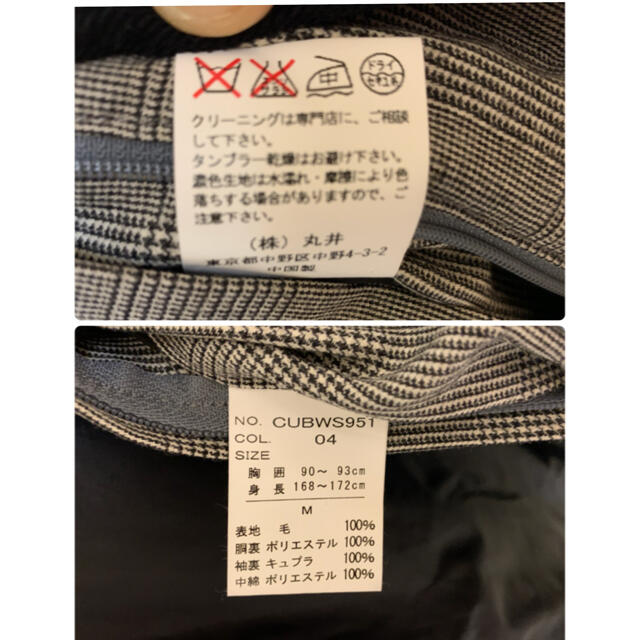 中
ドライ
セキユ系
クリーニングは専門店に、ご相談
して下さい。
タンブラー乾燥はお避け下さい。
濃色生地は水濡れ・摩擦により色
落ちする場合がありますので、ご
注意下さい。
(株) 丸井
東京都中野区中野4-3-2
中国製
NO. CUBWS951
COL. 04
SIZE
胸 囲 90～ 93cm
身 長 168～172cm
M
表地 毛 100%
胴裏 ポリエステル 100%
袖裏 キュプラ 100%
中綿 ポリエステル 100%